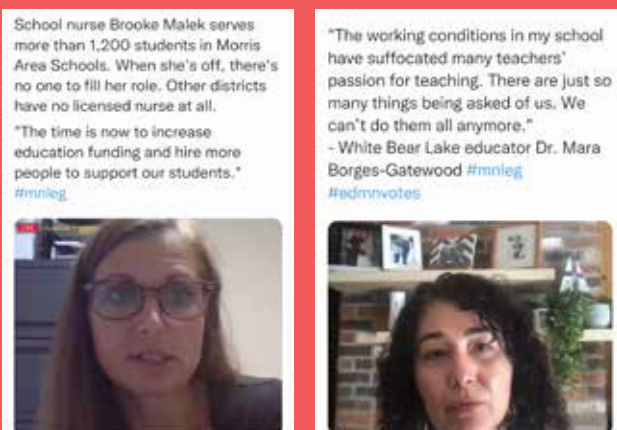 School nurse Brooke Malek serves
more than 1,200 students in Morris
Area Schools. When she's off, there's
no one to fill her role. Other districts
have no licensed nurse at all.
"The time is now to increase
education funding and hire more
people to support our students."
#mnleg
"The working conditions in my school
have suffocated many teachers'
passion for teaching. There are just so
many things being asked of us. We
can't do them all anymore."
- White Bear Lake educator Dr. Mara
Borges-Gatewood #mnleg
#edmnvotes